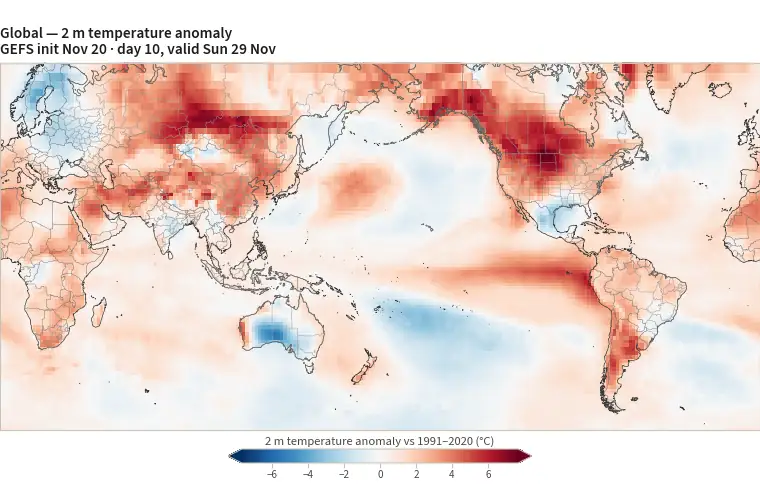 Global — 2 m temperature anomaly
GEFS init Nov 20 · day 10, valid Sun 29 Nov
2 m temperature anomaly vs 1991–2020 (°C)
−6 −4 −2 0 2 4 6